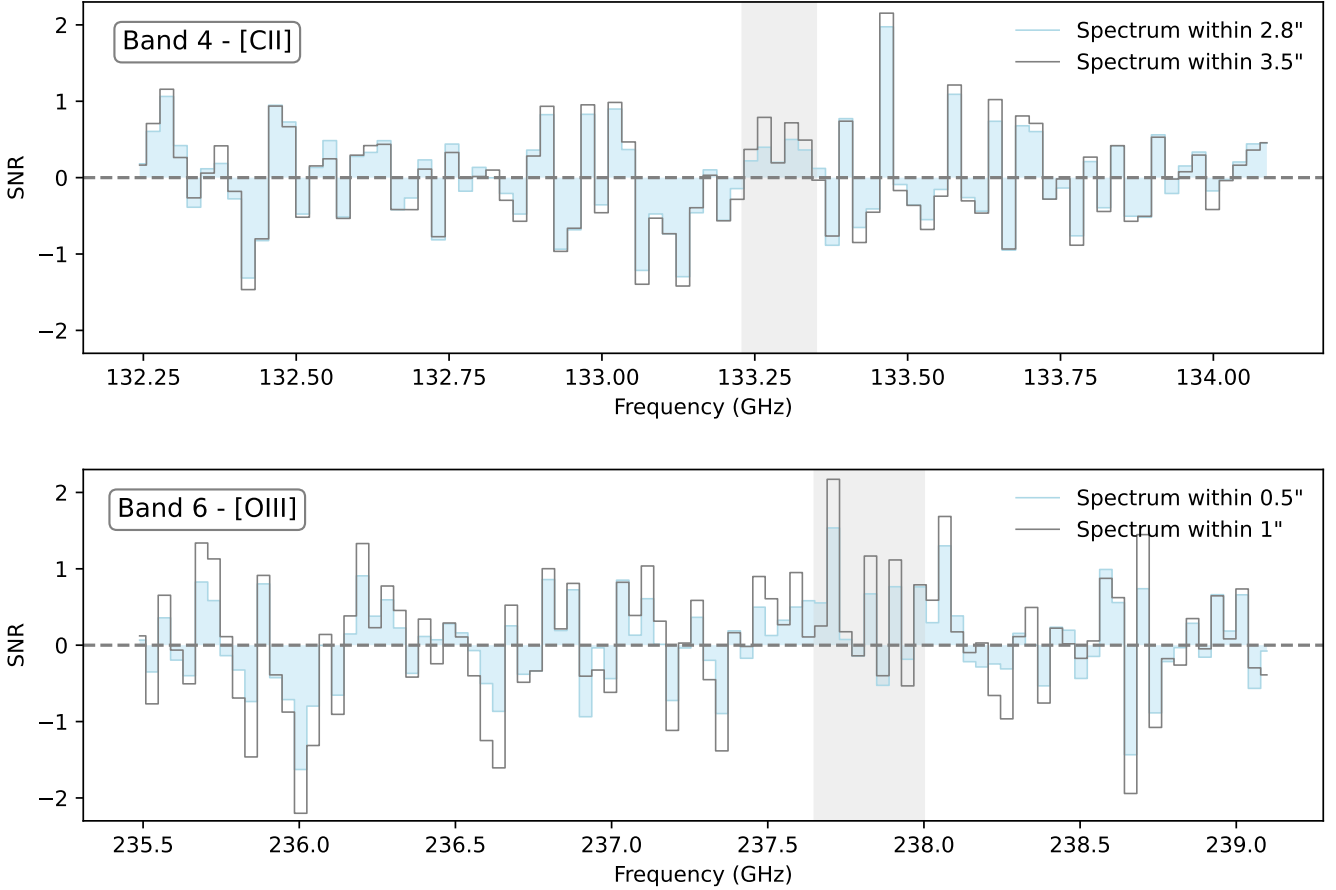 Band 4 - [CII]
Spectrum within 2.8"
Spectrum within 3.5"
SNR
2
1
0
−1
−2
132.25 132.50 132.75 133.00 133.25 133.50 133.75 134.00
Frequency (GHz)
Band 6 - [OIII]
Spectrum within 0.5"
Spectrum within 1"
SNR
2
1
0
−1
−2
235.5 236.0 236.5 237.0 237.5 238.0 238.5 239.0
Frequency (GHz)